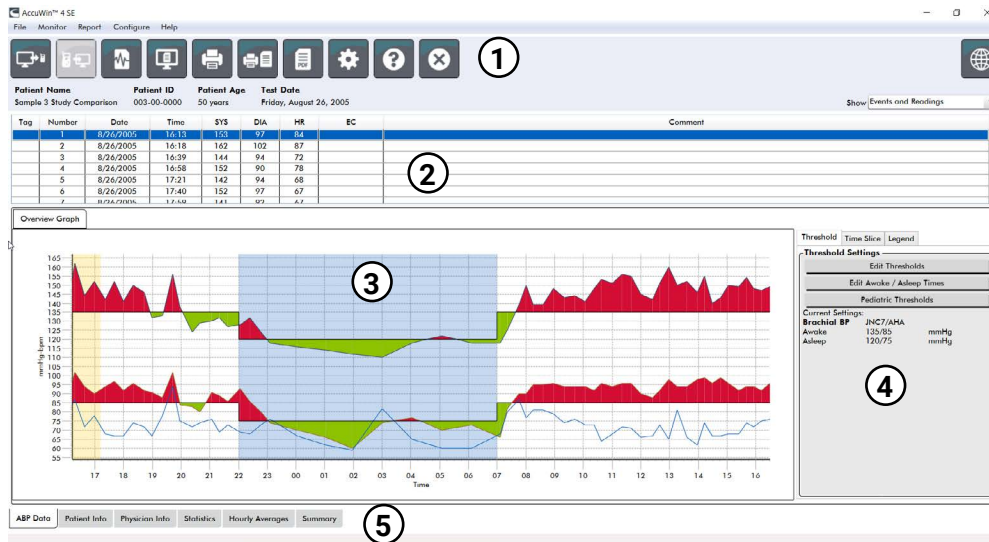 AccuWin™ 4 SE
File Monitor Report Configure Help
PDF
?
1
Patient Name Patient ID Patient Age Test Date
Sample 3 Study Comparison 003-00-0000 50 years Friday, August 26, 2005
Show Events and Readings
Tag Number Date Time SYS DIA HR EC Comment
1 8/26/2005 16:13 153 97 84
2 8/26/2005 16:18 162 102 87
3 8/26/2005 16:39 144 94 72
4 8/26/2005 16:58 152 90 78
5 8/26/2005 17:21 142 94 68
6 8/26/2005 17:40 152 97 67
7 8/26/2005 17:59 141 92 67
2
Overview Graph
165
160
155
150
145
140
135
130
125
120
115
110
105
100
95
90
85
80
75
70
65
60
55
mmHg-bpm
3
17 18 19 20 21 22 23 00 01 02 03 04 05 06 07 08 09 10 11 12 13 14 15 16
Time
Threshold Time Slice Legend
Threshold Settings
Edit Thresholds
Edit Awake / Asleep Times
Pediatric Thresholds
Current Settings:
Brachial BP JNC7/AHA
Awake 135/85 mmHg
Asleep 120/75 mmHg
4
ABP Data Patient Info Physician Info Statistics Hourly Averages Summary
5